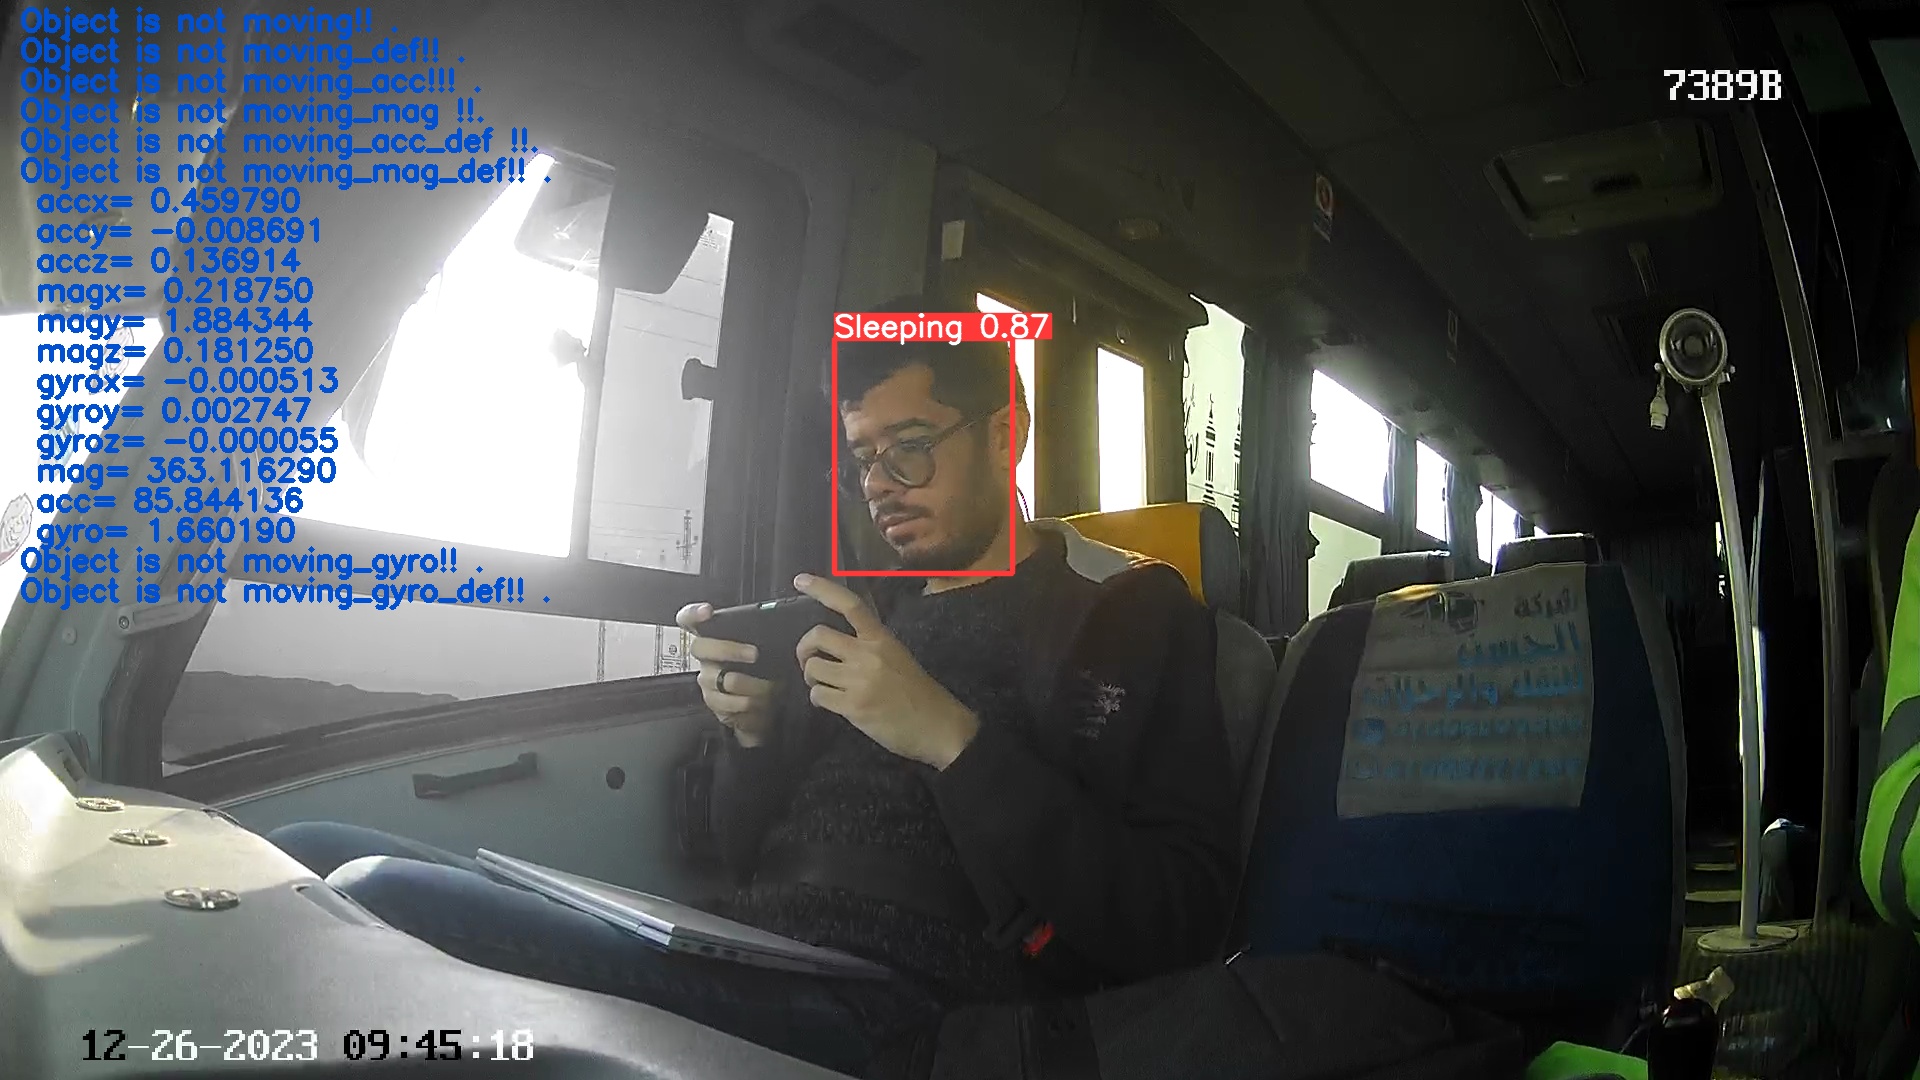 Object is not moving!! .
Object is not moving_def!! .
Object is not moving_acc!!! .
Object is not moving_mag !!.
Object is not moving_acc_def !!.
Object is not moving_mag_def!! .
accx= 0.459790
accy= -0.008691
accz= 0.136914
magx= 0.218750
magy= 1.884344
magz= 0.181250
gyrox= -0.000513
gyroy= 0.002747
gyroz= -0.000055
mag= 363.116290
acc= 85.844136
gyro= 1.660190
Object is not moving_gyro!! .
Object is not moving_gyro_def!! .
7389B
Sleeping 0.87
شركة
للنقل والرحلات
12-26-2023 09:45:18